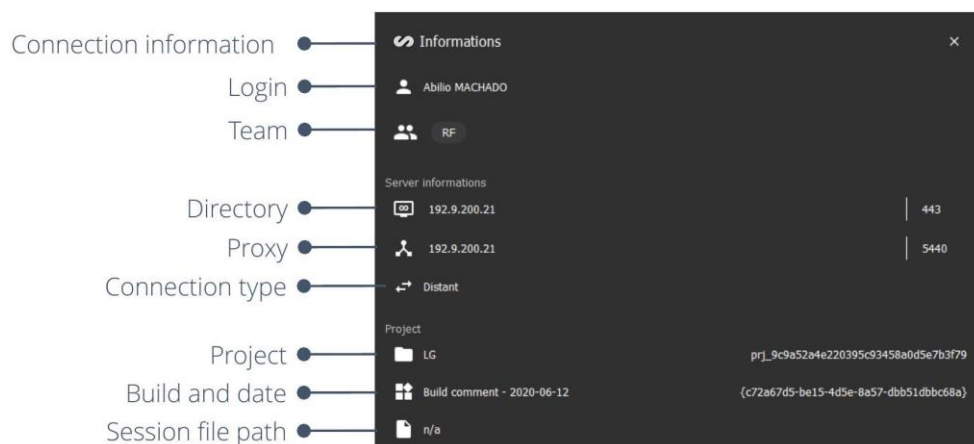 Connection information
Informations
Login
Abilio MACHADO
Team
RF
Server informations
Directory
192.9.200.21
443
Proxy
192.9.200.21
5440
Connection type
Distant
Project
Project
LG
prj_9c9a52a4e220395c93458a0d5e7b3f79
Build and date
Build comment - 2020-06-12
{c72a67d5-be15-4d5e-8a57-dbb51dbbc68a}
Session file path
n/a